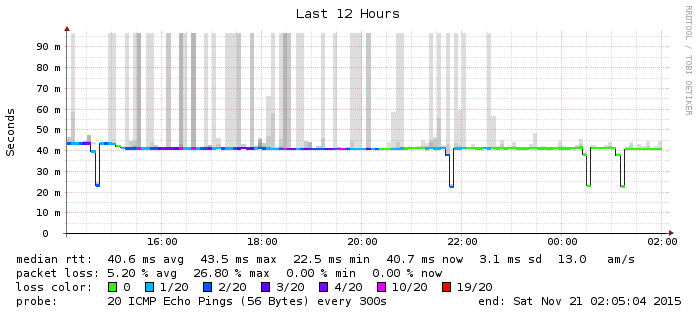 Last 12 Hours
RRDTOOL / TOBI OETIKER
Seconds
90 m
80 m
70 m
60 m
50 m
40 m
30 m
20 m
10 m
0
16:00 18:00 20:00 22:00 00:00 02:00
median rtt: 40.6 ms avg 43.5 ms max 22.5 ms min 40.7 ms now 3.1 ms sd 13.0 am/s
packet loss: 5.20 % avg 26.80 % max 0.00 % min 0.00 % now
loss color: 0 1/20 2/20 3/20 4/20 10/20 19/20
probe: 20 ICMP Echo Pings (56 Bytes) every 300s end: Sat Nov 21 02:05:04 2015